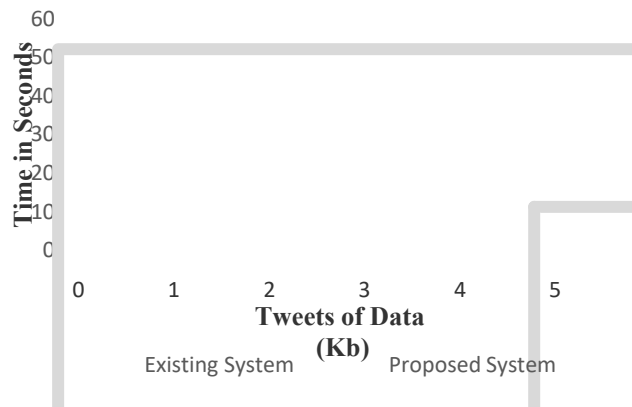 60
50
40
30
20
10
0
Time in Seconds
0 1 2 3 4 5
Tweets of Data
(Kb)
Existing System Proposed System